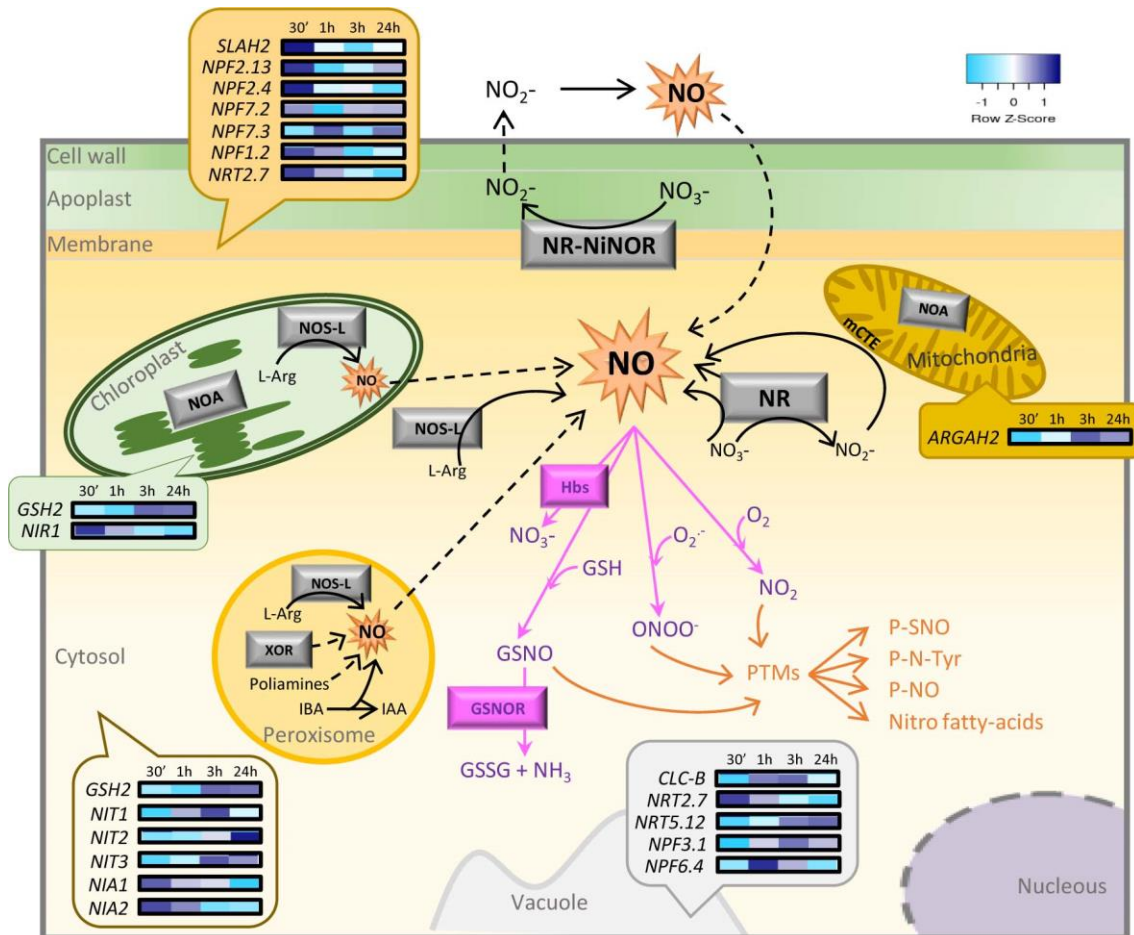 30’ 1h 3h 24h
SLAH2
NPF2.13
NPF2.4
NPF7.2
NPF7.3
NPF1.2
NRT2.7
NO2- NO
-1 0 1
Row Z-Score
Cell wall
Apoplast
Membrane
NO2- NO3-
NR-NiNOR
Chloroplast
NOS-L
L-Arg
NO
NOA
NOS-L
L-Arg
NO
NR
NO3- NO2-
NOA
mCTE
Mitochondria
30’ 1h 3h 24h
ARGAH2
30’ 1h 3h 24h
GSH2
NIR1
Hbs
NO3-
GSH
O2.-
O2
NO2
ONOO-
GSNO
GSNOR
GSSG + NH3
PTMs
P-SNO
P-N-Tyr
P-NO
Nitro fatty-acids
NOS-L
L-Arg
NO
XOR
Poliamines
IBA IAA
Peroxisome
Cytosol
30’ 1h 3h 24h
GSH2
NIT1
NIT2
NIT3
NIA1
NIA2
30’ 1h 3h 24h
CLC-B
NRT2.7
NRT5.12
NPF3.1
NPF6.4
Vacuole
Nucleous